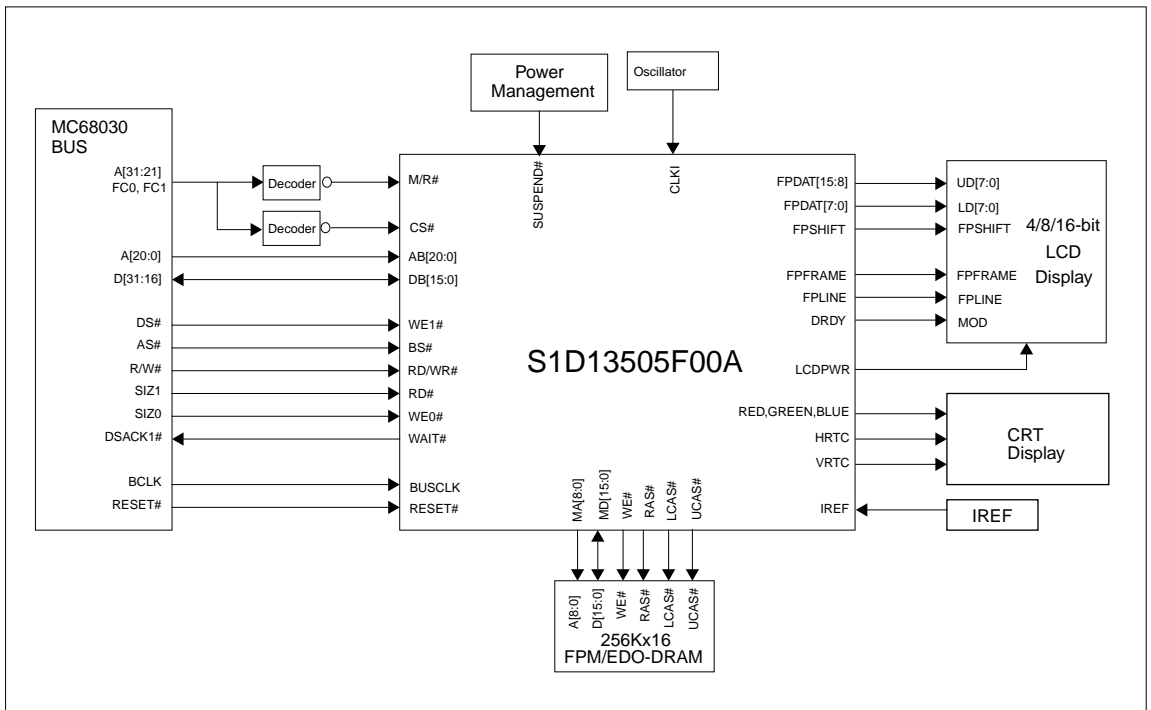 Power
Management
Oscillator
MC68030
BUS
A[31:21]
FC0, FC1
Decoder
Decoder
A[20:0]
D[31:16]
DS#
AS#
R/W#
SIZ1
SIZ0
DSACK1#
BCLK
RESET#
M/R#
CS#
AB[20:0]
DB[15:0]
WE1#
BS#
RD/WR#
RD#
WE0#
WAIT#
BUSCLK
RESET#
SUSPEND#
CLKI
S1D13505F00A
FPDAT[15:8]
FPDAT[7:0]
FPSHIFT
FPFRAME
FPLINE
DRDY
LCDPWR
RED,GREEN,BLUE
HRTC
VRTC
IREF
UD[7:0]
LD[7:0]
FPSHIFT
FPFRAME
FPLINE
MOD
4/8/16-bit
LCD
Display
CRT
Display
IREF
MA[8:0]
MD[15:0]
WE#
RAS#
LCAS#
UCAS#
A[8:0]
D[15:0]
WE#
RAS#
LCAS#
UCAS#
256Kx16
FPM/EDO-DRAM